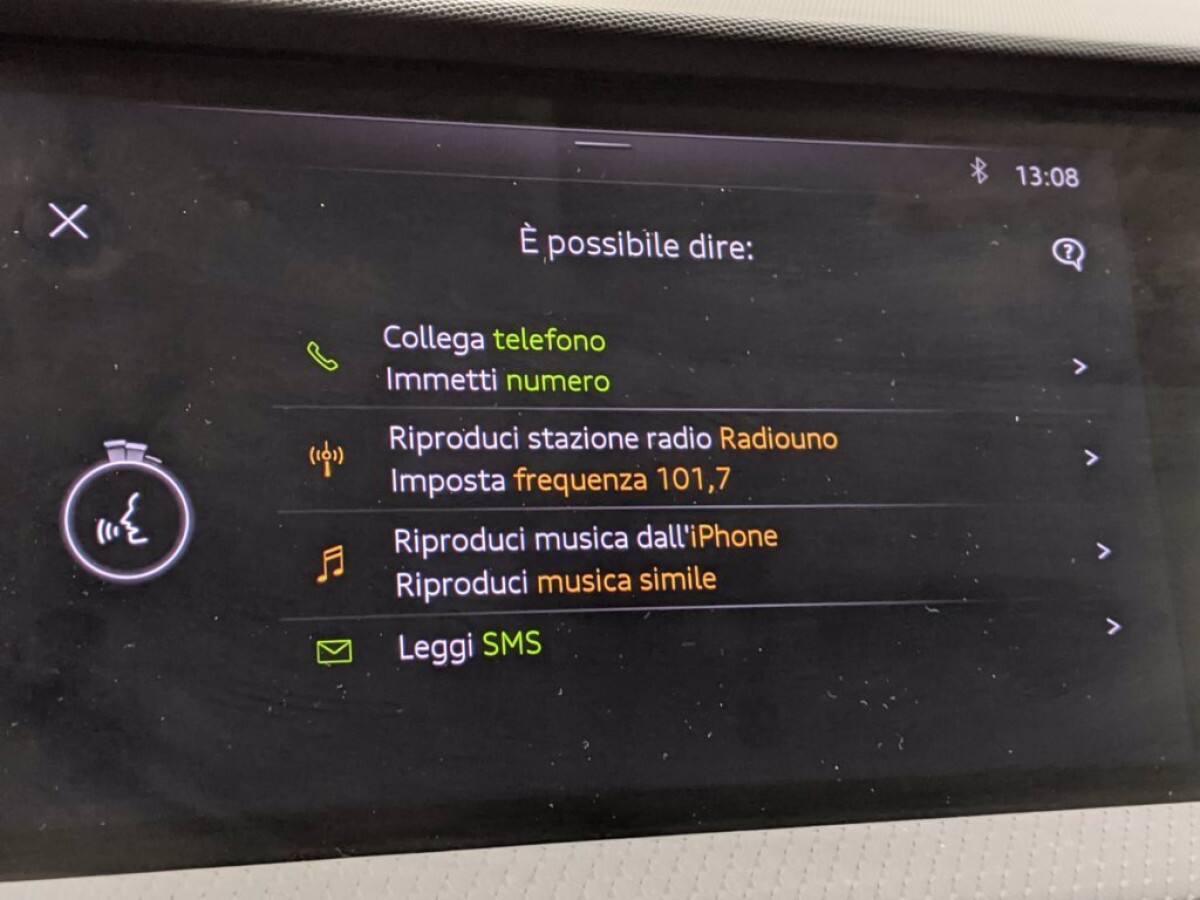 13:08
È possibile dire:
Collega telefono
Immetti numero
Riproduci stazione radio Radiouno
Imposta frequenza 101,7
Riproduci musica dall'iPhone
Riproduci musica simile
Leggi SMS